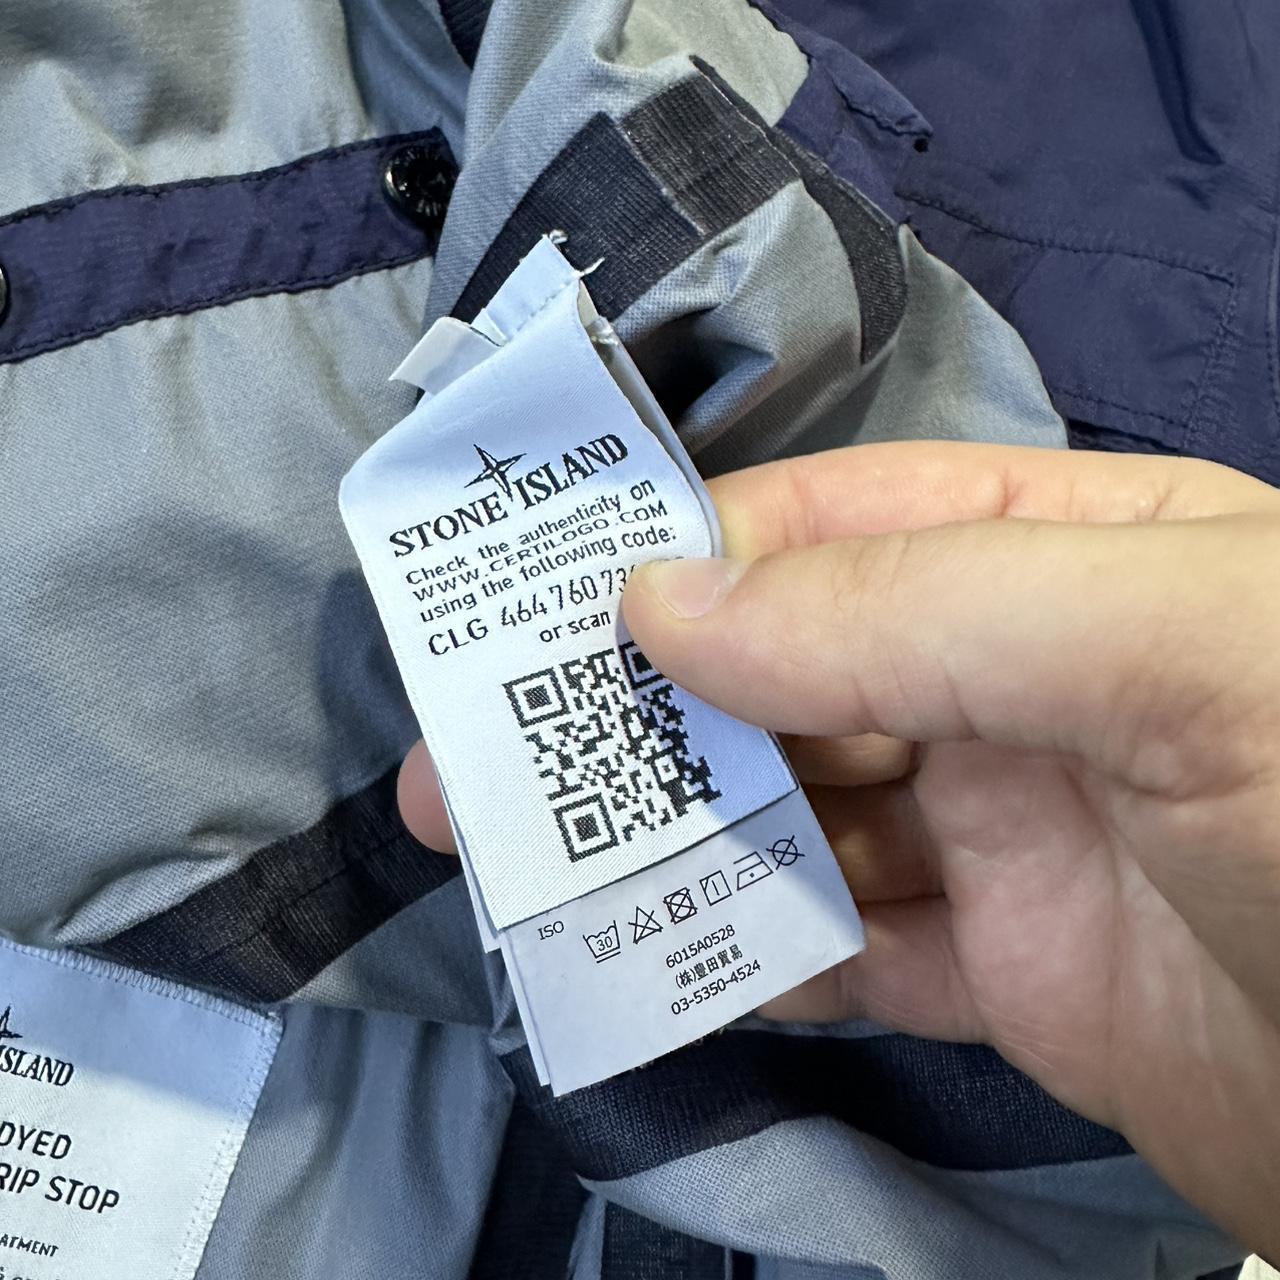 STONE ISLAND
Check the authenticity on
WWW.CERTILOGO.COM
using the following code:
CLG 464 760 73
or scan
ISO
30
6015A0528
(株)豊田貿易
03-5350-4524
ISLAND
DYED
RIP STOP
ATMENT